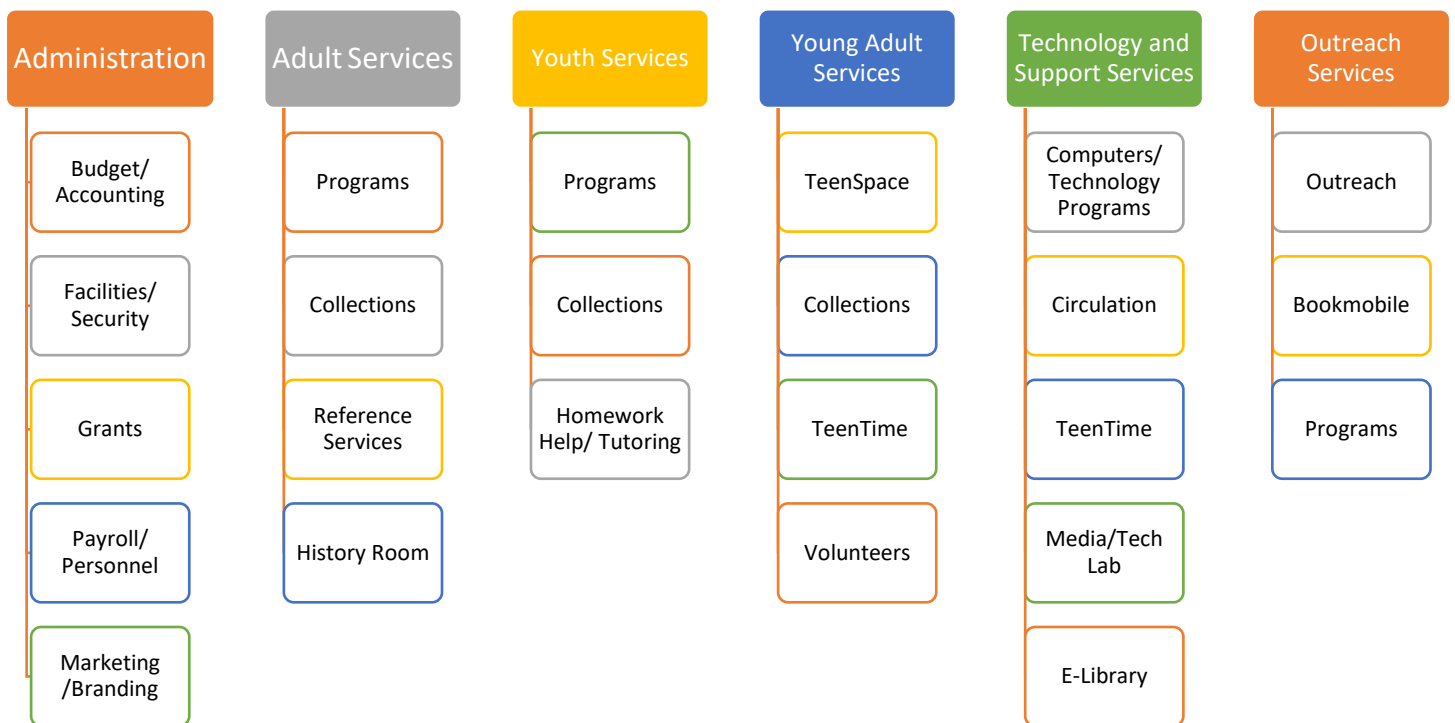 Administration
Budget/
Accounting
Facilities/
Security
Grants
Payroll/
Personnel
Marketing
/Branding
Adult Services
Programs
Collections
Reference
Services
History Room
Youth Services
Programs
Collections
Homework
Help/ Tutoring
Young Adult
Services
TeenSpace
Collections
TeenTime
Volunteers
Technology and
Support Services
Computers/
Technology
Programs
Circulation
TeenTime
Media/Tech
Lab
E-Library
Outreach
Services
Outreach
Bookmobile
Programs